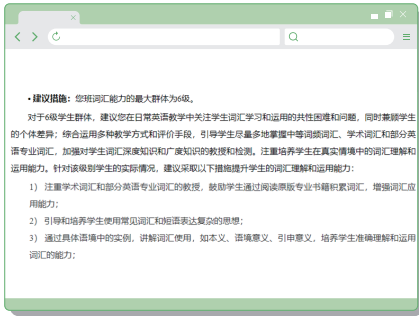 • 建议措施：您班词汇能力的最大群体为6级。
对于6级学生群体，建议您在日常英语教学中关注学生词汇学习和运用的共性困难和问题，同时兼顾学生
的个体差异；综合运用多种教学方式和评价手段，引导学生尽量多地掌握中等词频词汇、学术词汇和部分英
语专业词汇，加强对学生词汇深度知识和广度知识的教授和检测。注重培养学生在真实情境中的词汇理解和
运用能力。针对该级别学生的实际情况，建议采取以下措施提升学生的词汇理解和运用能力：
1） 注重学术词汇和部分英语专业词汇的教授，鼓励学生通过阅读原版专业书籍积累词汇，增强词汇应
用能力；
2） 引导和培养学生使用常见词汇和短语表达复杂的思想；
3） 通过具体语境中的实例，讲解词汇使用，如本义、语境意义、引申意义，培养学生准确理解和运用
词汇的能力；